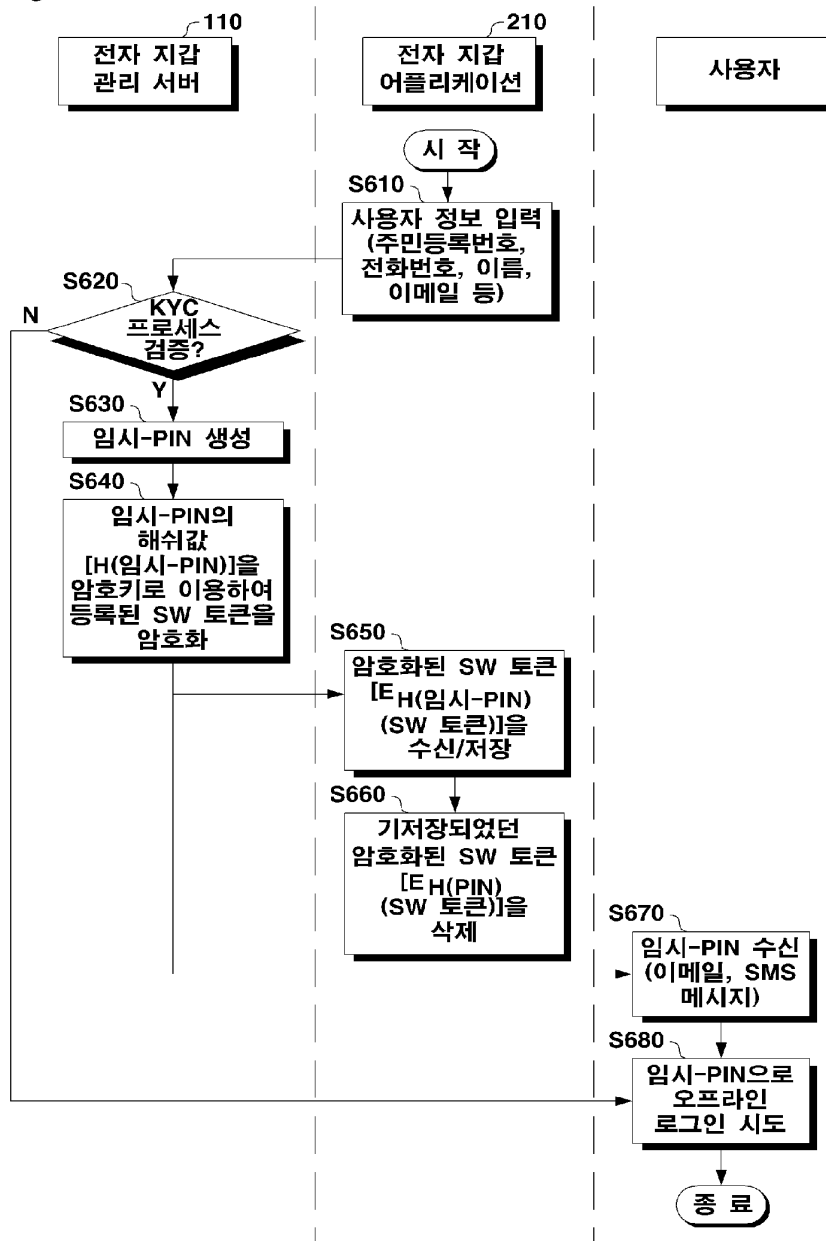 110
전자 지갑
관리 서버
210
전자 지갑
어플리케이션
사용자
시 작
S610
사용자 정보 입력
(주민등록번호,
전화번호, 이름,
이메일 등)
S620
N
KYC
프로세스
검증?
Y
S630
임시-PIN 생성
S640
임시-PIN의
해쉬값
[H(임시-PIN)]을
암호키로 이용하여
등록된 SW 토큰을
암호화
S650
암호화된 SW 토큰
[EH(임시-PIN)
(SW 토큰)]을
수신/저장
S660
기저장되었던
암호화된 SW 토큰
[EH(PIN)
(SW 토큰)]을
삭제
S670
임시-PIN 수신
(이메일, SMS
메시지)
S680
임시-PIN으로
오프라인
로그인 시도
종 료